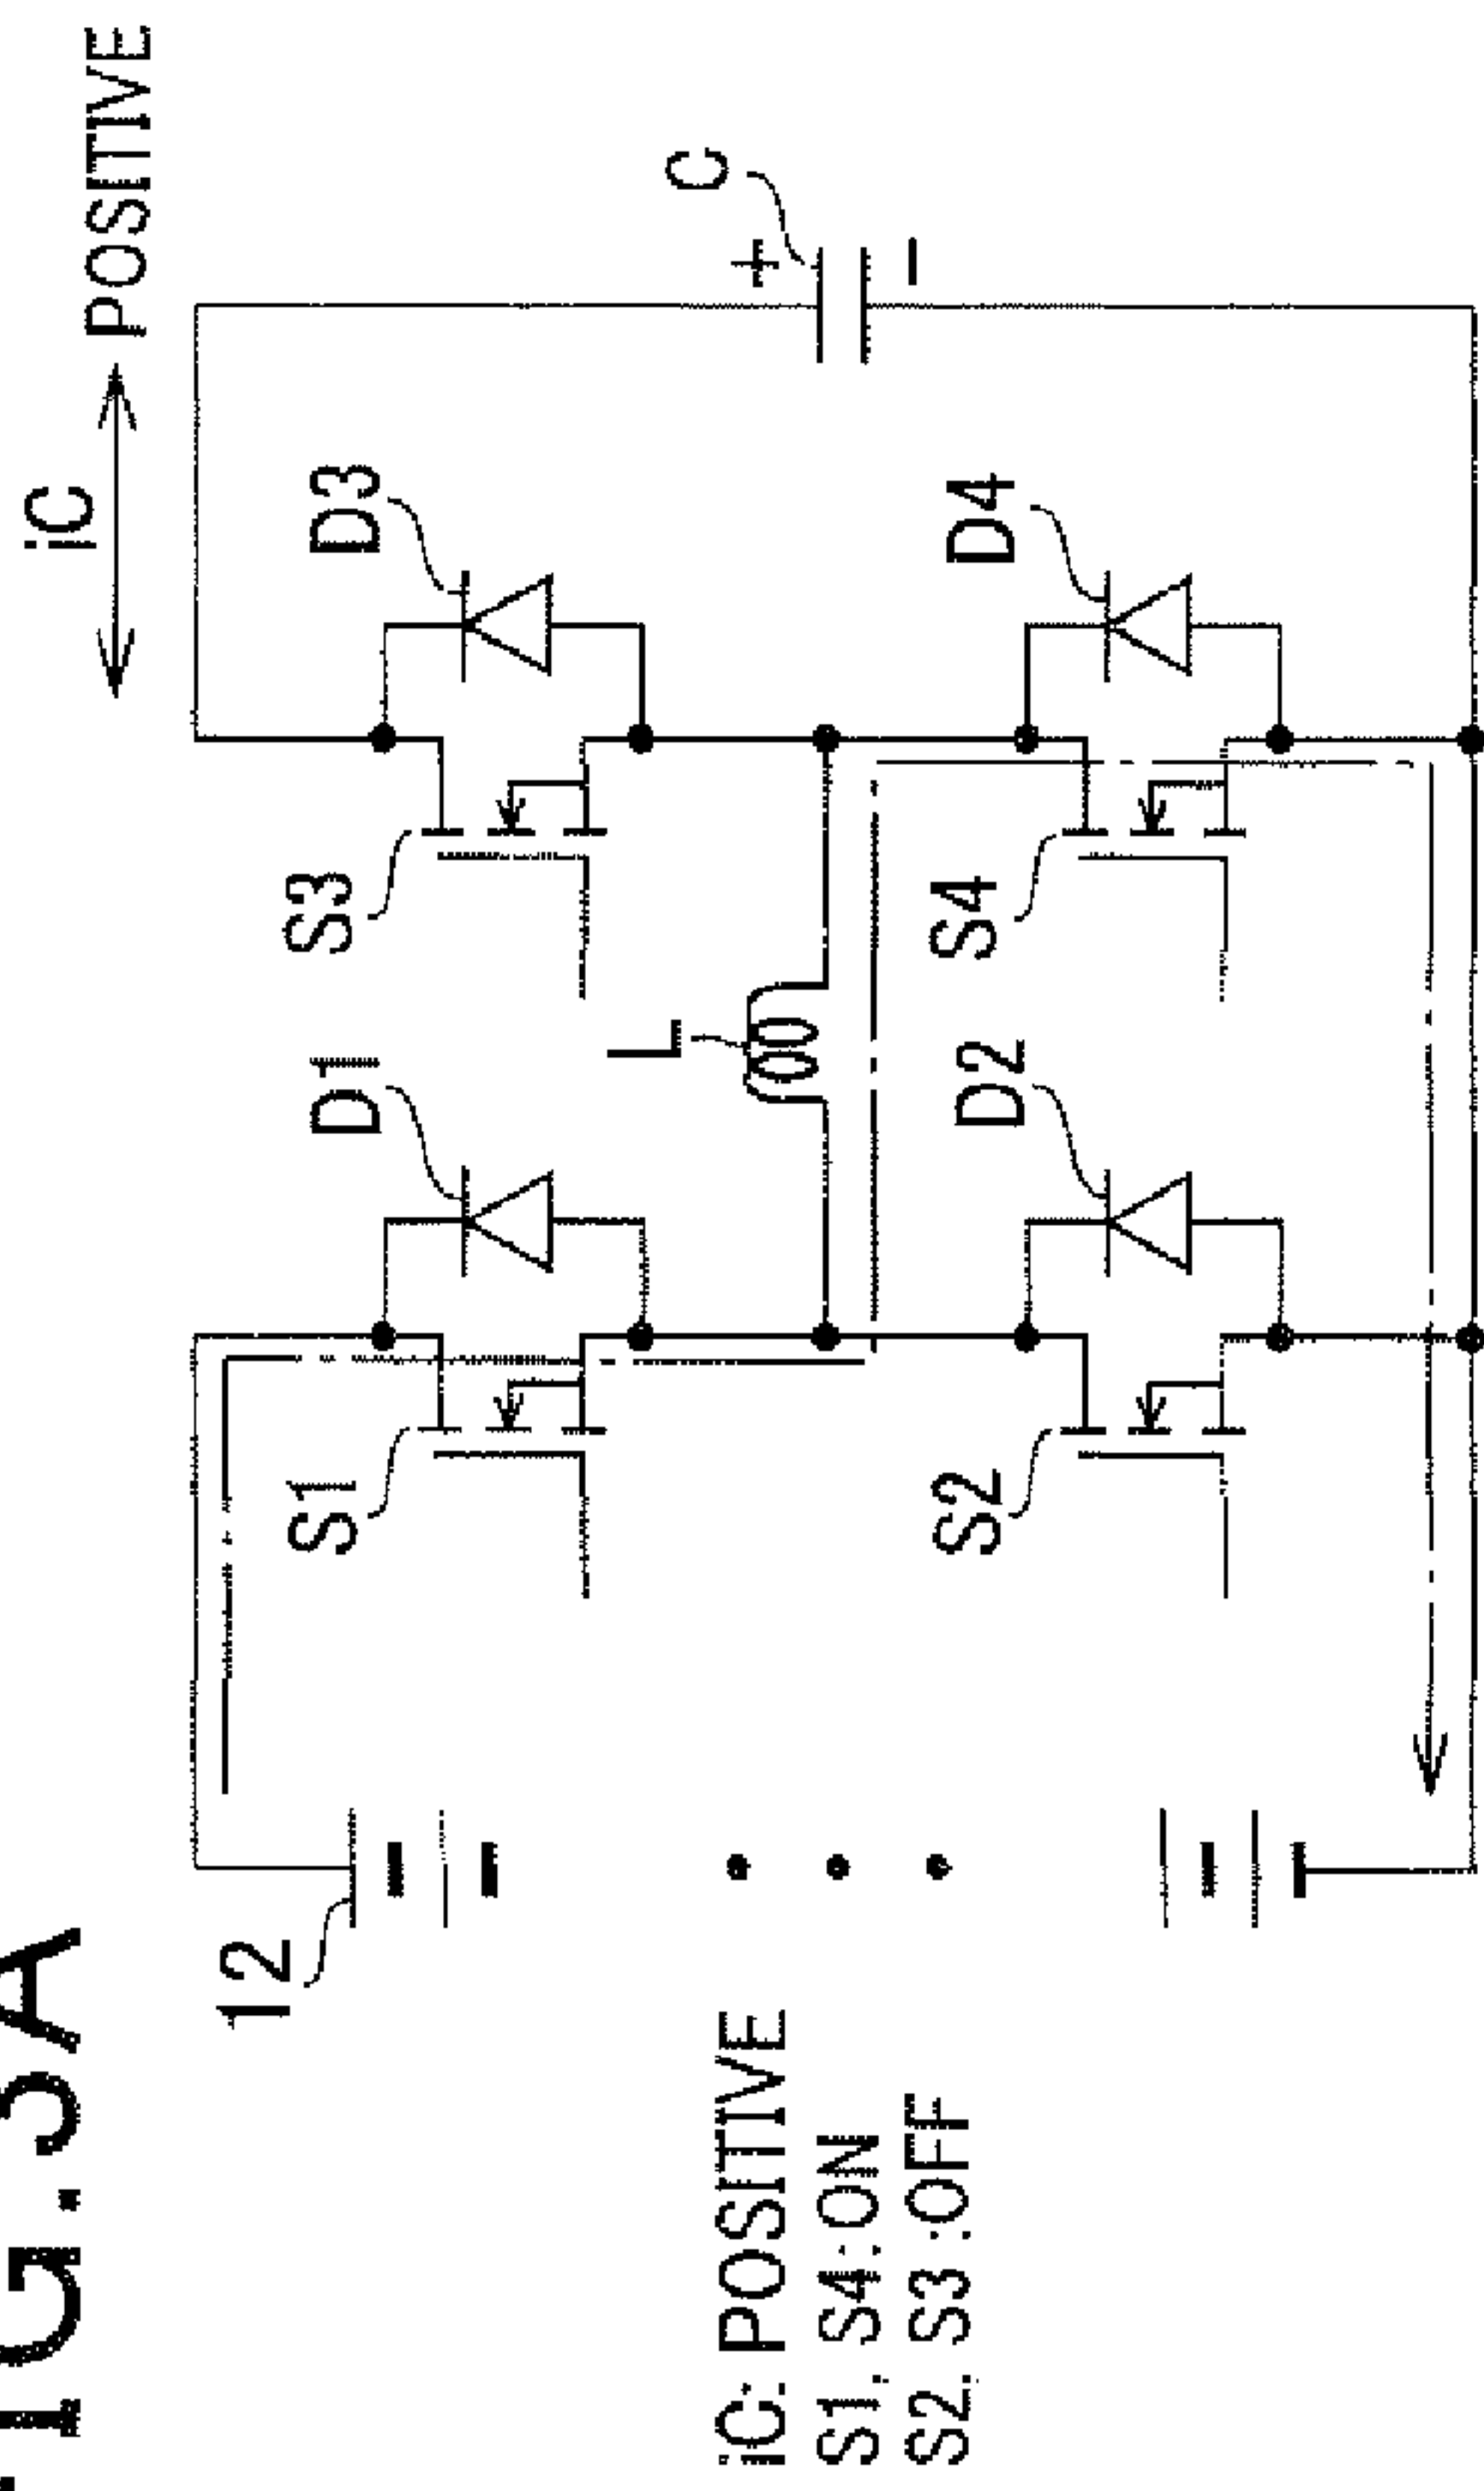 FIG. 3A
iC POSITIVE
12
S1
D1
L
S3
D3
C
+
−
S2
D2
S4
D4
iC: POSITIVE
S1, S4:ON
S2, S3:OFF